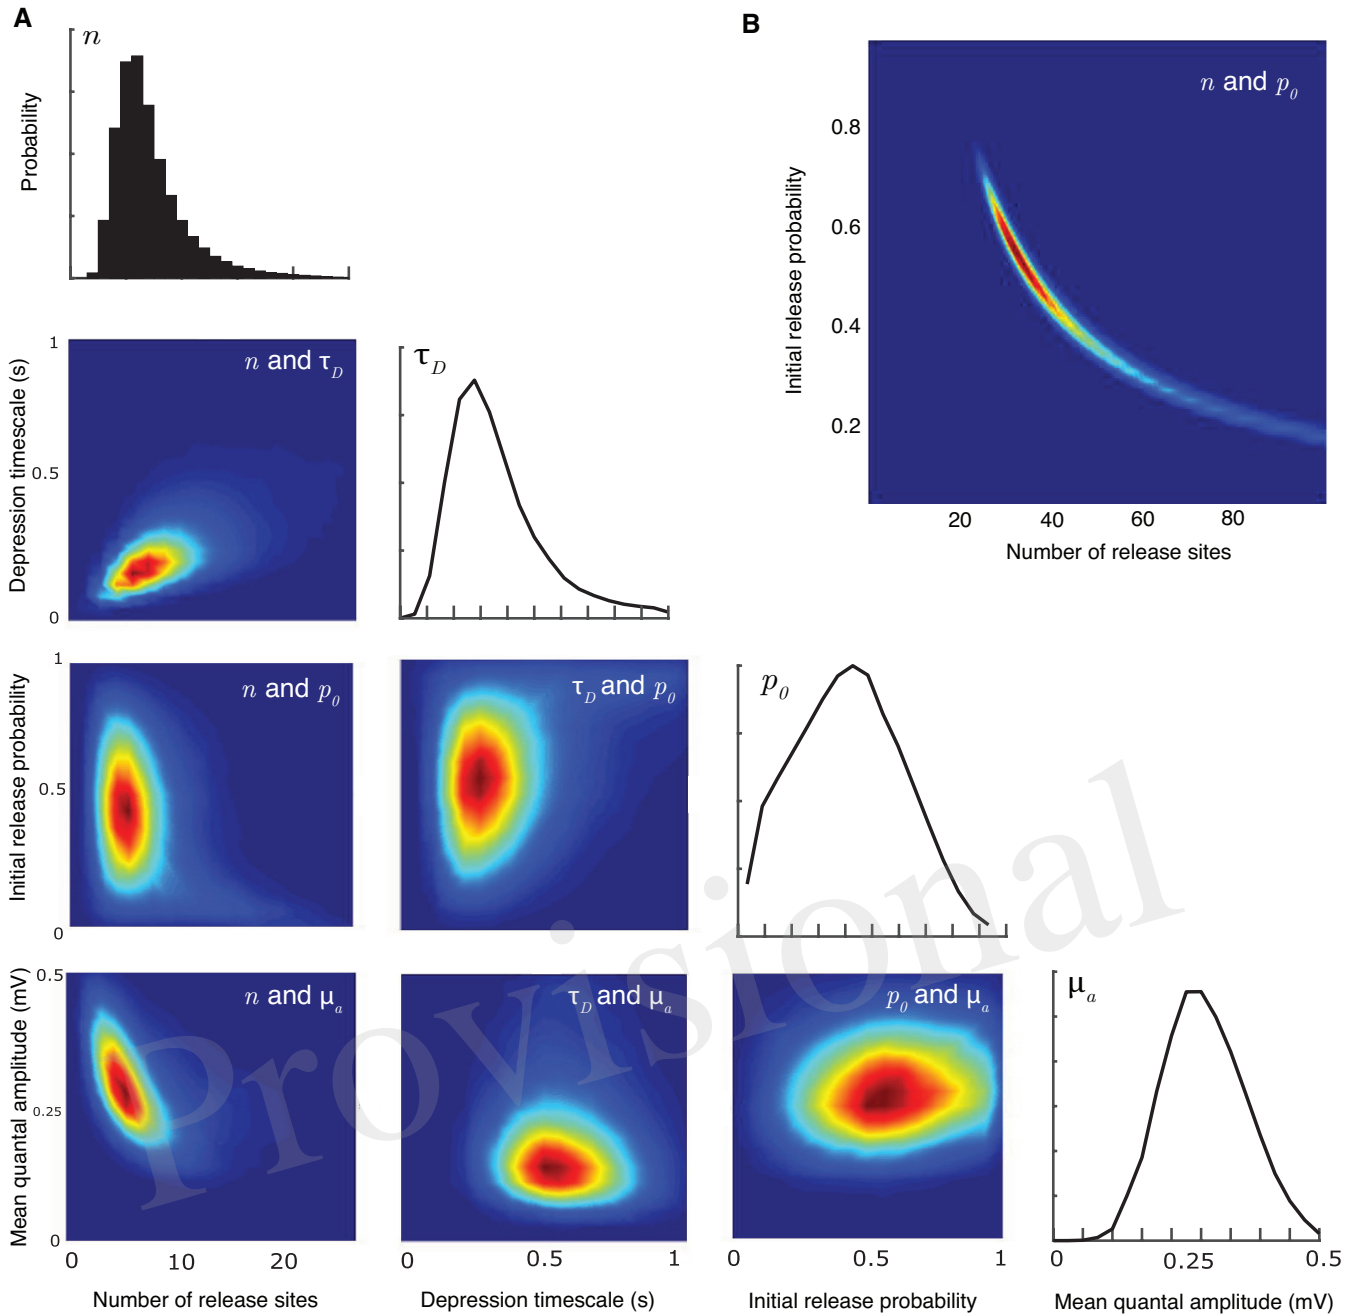 A
B
n
Probability
n and p0
0.8
0.6
0.4
0.2
Initial release probability
20 40 60 80
Number of release sites
1
0.5
0
Depression timescale (s)
n and τD
τD
1
0.5
0
Initial release probability
n and p0
τD and p0
p0
0.5
0.25
0
Mean quantal amplitude (mV)
n and μa
τD and μa
p0 and μa
μa
0 10 20
Number of release sites
0.5 1
Depression timescale (s)
0 0.5 1
Initial release probability
0 0.25 0.5
Mean quantal amplitude (mV)
Provisional